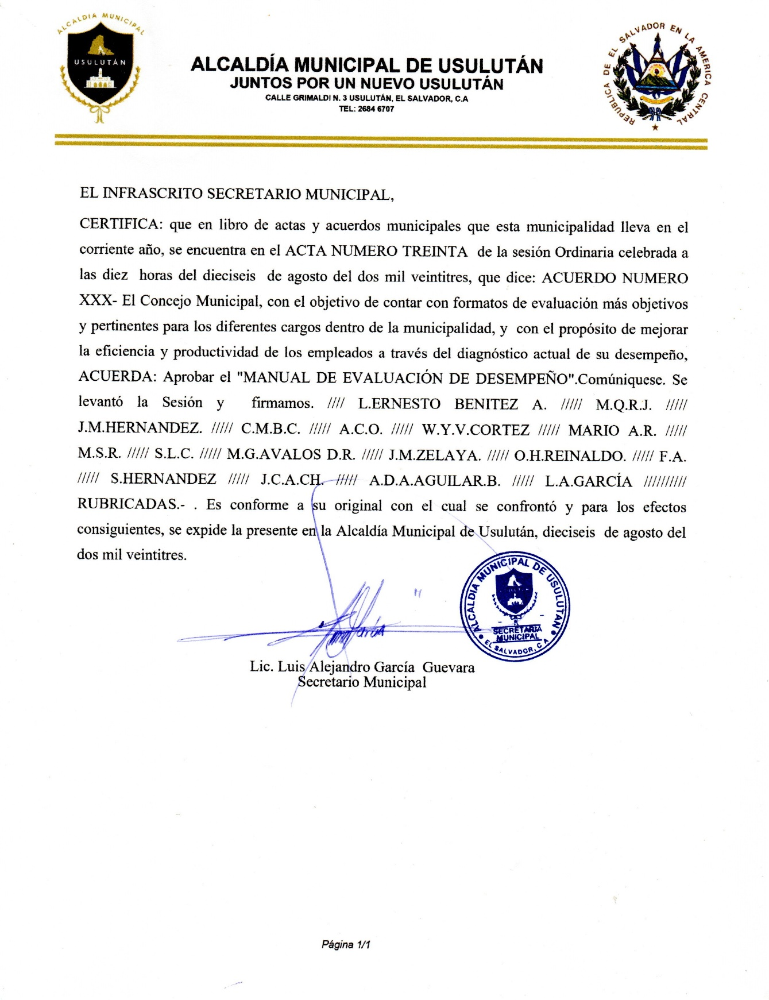 ALCALDÍA MUNICIPAL
USULUTÁN
ALCALDÍA MUNICIPAL DE USULUTÁN
JUNTOS POR UN NUEVO USULUTÁN
CALLE GRIMALDI N. 3 USULUTÁN, EL SALVADOR, C.A
TEL: 2684 6707
REPUBLICA DE EL SALVADOR EN LA AMERICA CENTRAL
EL INFRASCRITO SECRETARIO MUNICIPAL,
CERTIFICA: que en libro de actas y acuerdos municipales que esta municipalidad lleva en el
corriente año, se encuentra en el ACTA NUMERO TREINTA de la sesión Ordinaria celebrada a
las diez horas del dieciseis de agosto del dos mil veintitres, que dice: ACUERDO NUMERO
XXX- El Concejo Municipal, con el objetivo de contar con formatos de evaluación más objetivos
y pertinentes para los diferentes cargos dentro de la municipalidad, y con el propósito de mejorar
la eficiencia y productividad de los empleados a través del diagnóstico actual de su desempeño,
ACUERDA: Aprobar el "MANUAL DE EVALUACIÓN DE DESEMPEÑO".Comúniquese. Se
levantó la Sesión y firmamos. //// L.ERNESTO BENITEZ A. ///// M.Q.R.J. /////
J.M.HERNANDEZ. ///// C.M.B.C. ///// A.C.O. ///// W.Y.V.CORTEZ ///// MARIO A.R. /////
M.S.R. ///// S.L.C. ///// M.G.AVALOS D.R. ///// J.M.ZELAYA. ///// O.H.REINALDO. ///// F.A.
///// S.HERNANDEZ ///// J.C.A.CH. ///// A.D.A.AGUILAR.B. ///// L.A.GARCÍA //////////
RUBRICADAS.- . Es conforme a su original con el cual se confrontó y para los efectos
consiguientes, se expide la presente en la Alcaldía Municipal de Usulután, dieciseis de agosto del
dos mil veintitres.
ALCALDIA MUNICIPAL DE USULUTAN
SECRETARIA
MUNICIPAL
EL SALVADOR, C A
Lic. Luis Alejandro García Guevara
Secretario Municipal
Página 1/1